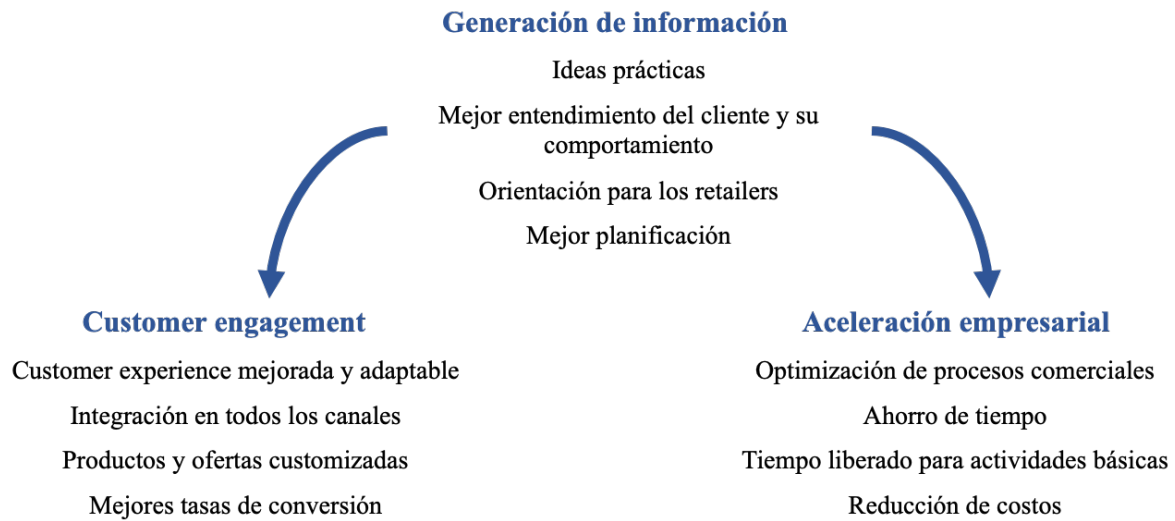 Generación de información
Ideas prácticas
Mejor entendimiento del cliente y su
comportamiento
Orientación para los retailers
Mejor planificación
Customer engagement
Customer experience mejorada y adaptable
Integración en todos los canales
Productos y ofertas customizadas
Mejores tasas de conversión
Aceleración empresarial
Optimización de procesos comerciales
Ahorro de tiempo
Tiempo liberado para actividades básicas
Reducción de costos